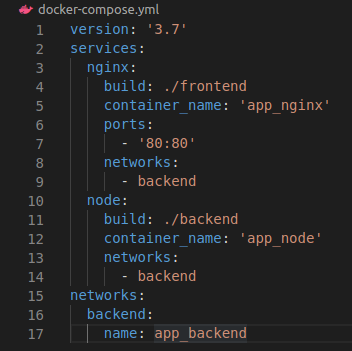 docker-compose.yml
1 version: '3.7'
2 services:
3   nginx:
4     build: ./frontend
5     container_name: 'app_nginx'
6     ports:
7       - '80:80'
8     networks:
9       - backend
10   node:
11     build: ./backend
12     container_name: 'app_node'
13     networks:
14       - backend
15 networks:
16   backend:
17     name: app_backend